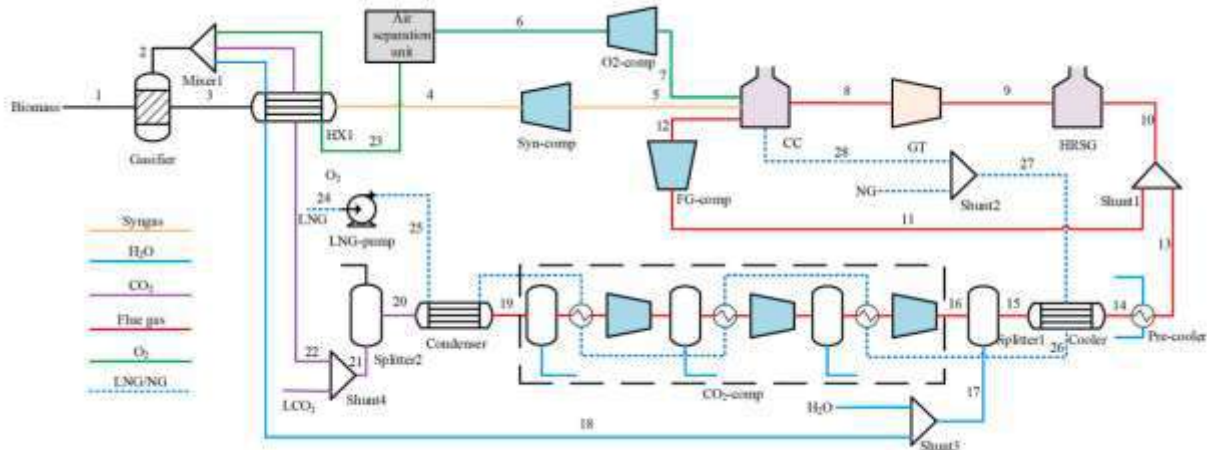 6
Air
separation
unit
2
Mixer1
O2-comp
7
Biomass
1
3
4
5
8
9
10
HX1
23
12
Gasifier
Syn-comp
CC
GT
HRSG
28
27
O₂
24
LNG
NG
FG-comp
Shunt2
Shunt1
25
LNG-pump
11
13
Syngas
H₂O
CO₂
Flue gas
O₂
LNG/NG
20
19
16
15
14
22
Splitter2
Condenser
Splitter1
26
Cooler
Pre-cooler
21
LCO₂
Shunt4
CO₂-comp
17
H₂O
18
Shunt3